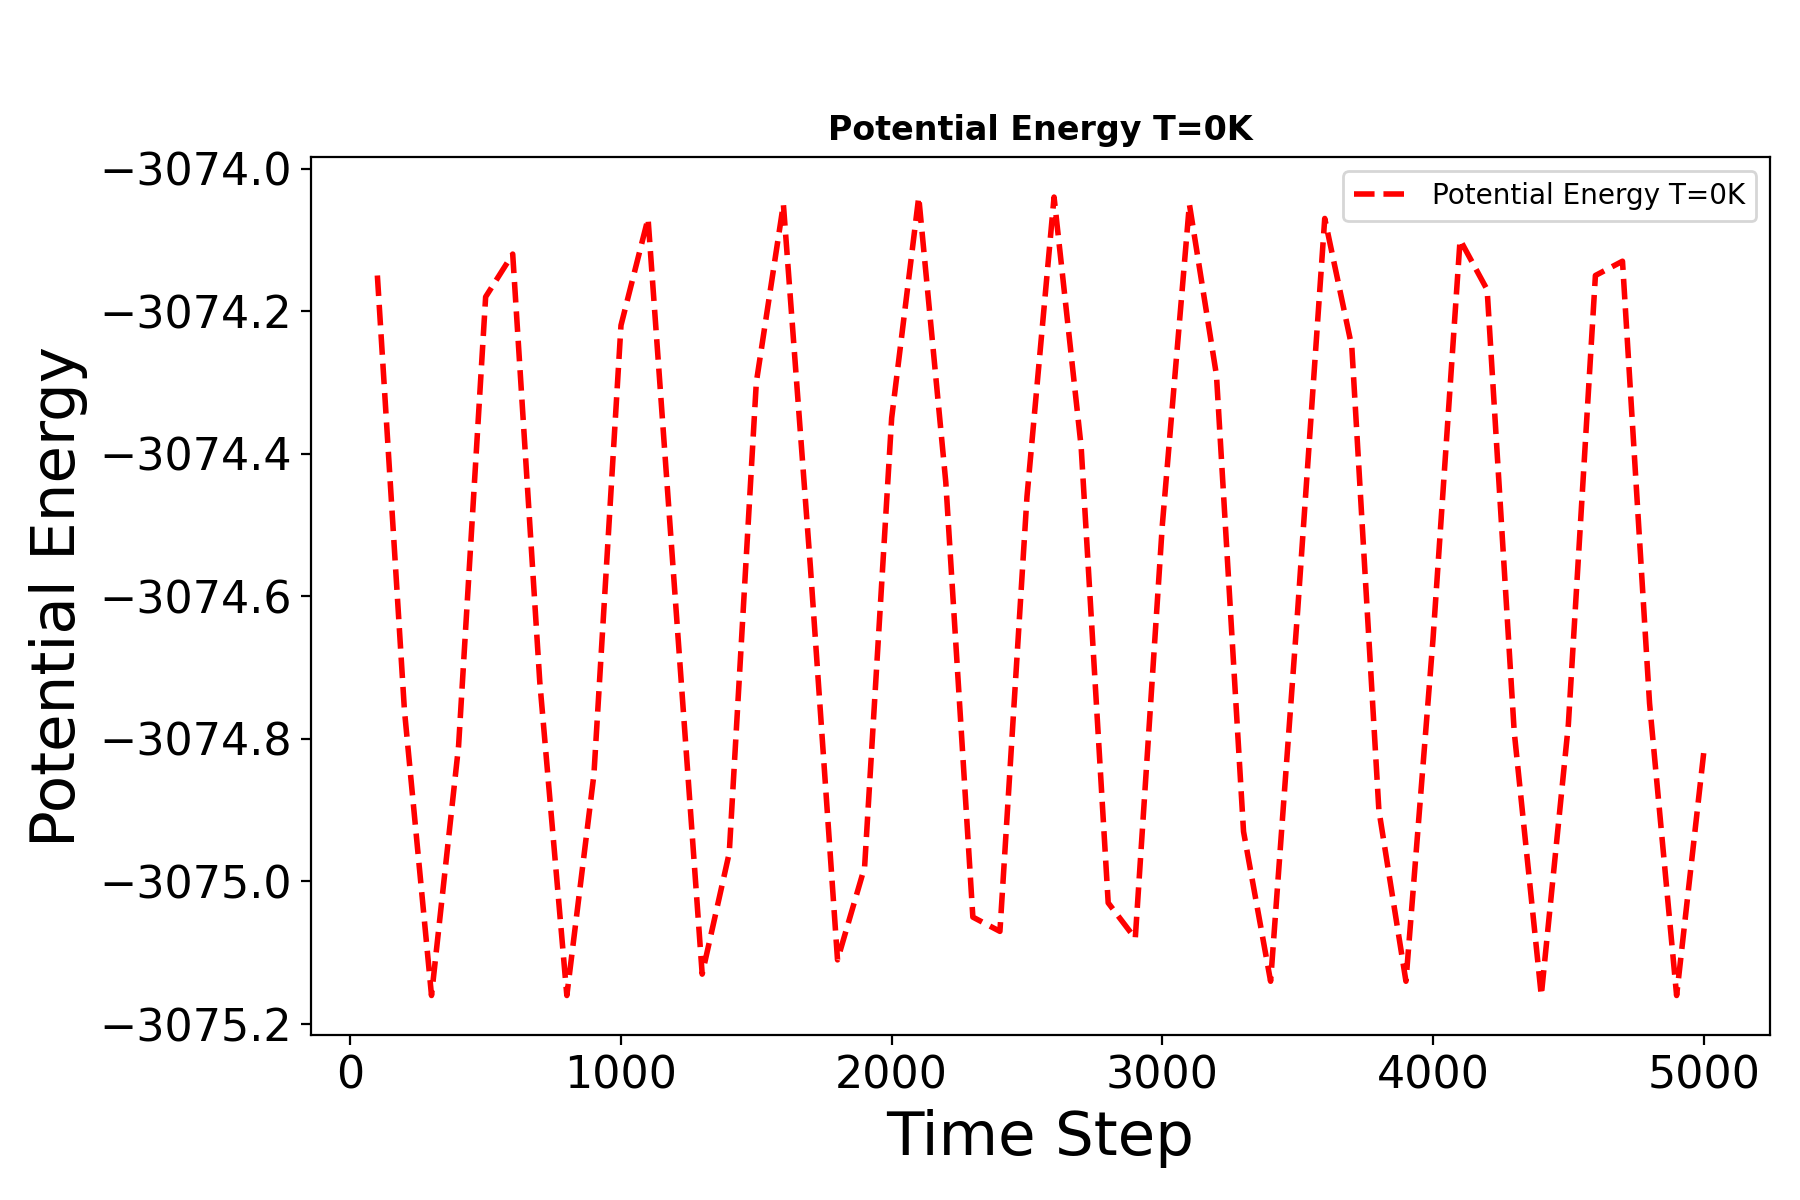 Potential Energy T=0K
Potential Energy T=0K
Potential Energy
−3074.0
−3074.2
−3074.4
−3074.6
−3074.8
−3075.0
−3075.2
0 1000 2000 3000 4000 5000
Time Step